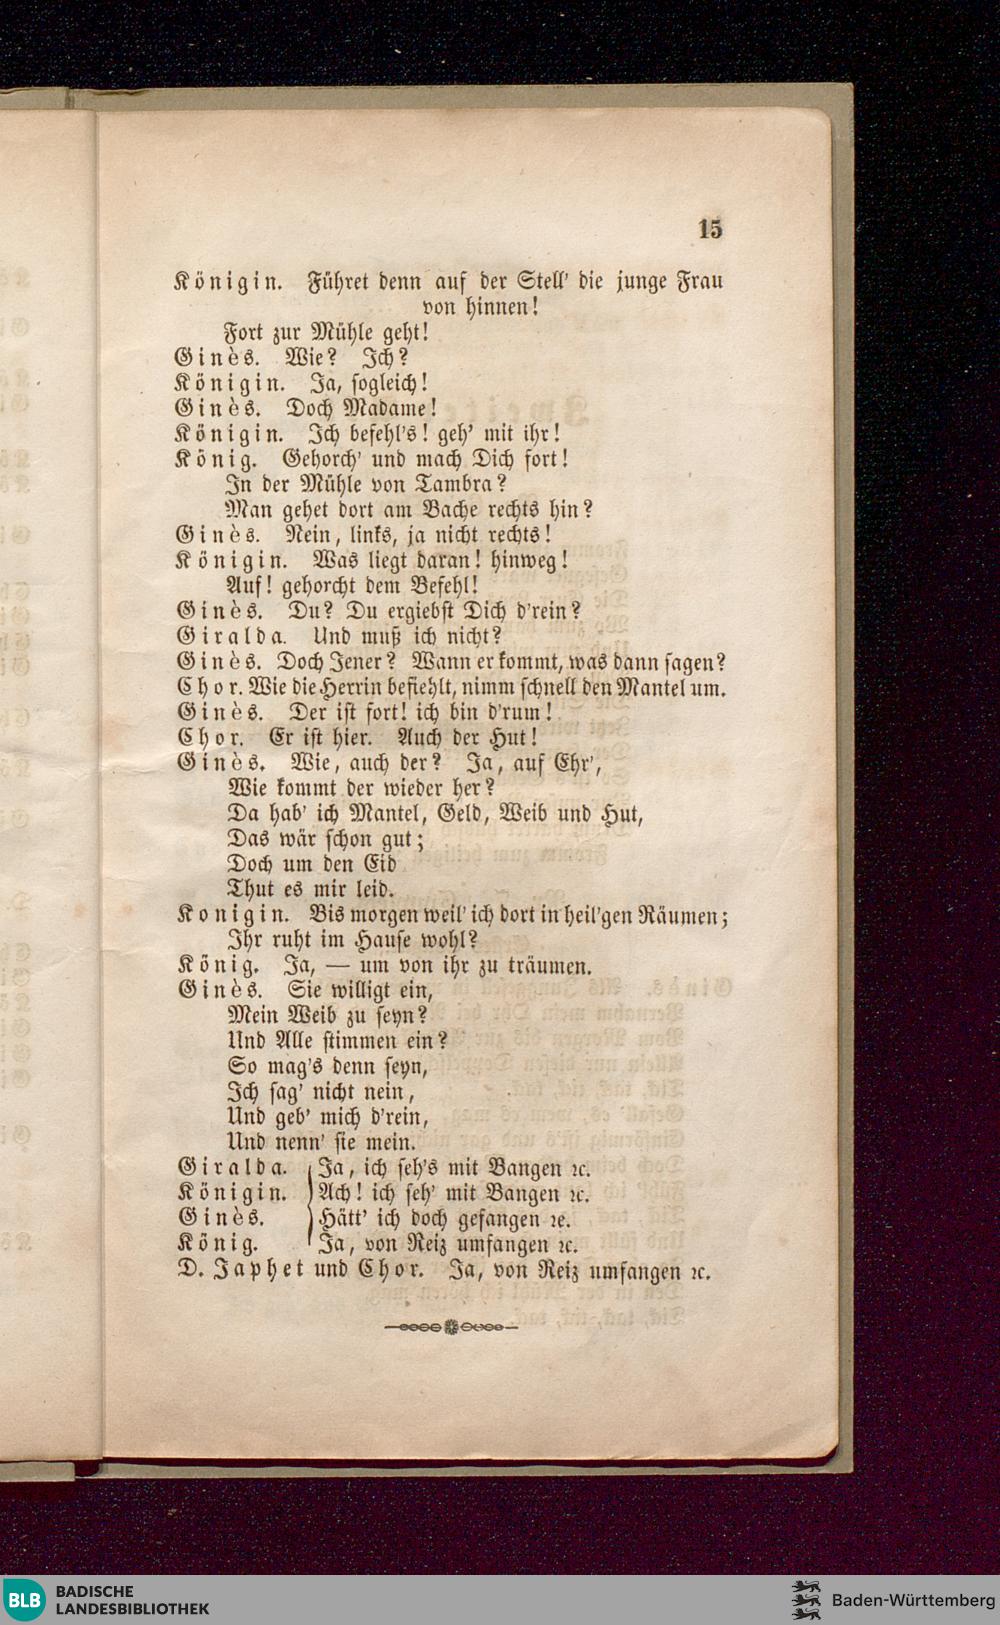 15
Königin. Führet denn auf der Stell' die junge Frau
von hinnen!
Fort zur Mühle geht!
Ginès. Wie? Ich?
Königin. Ja, sogleich!
Ginès. Doch Madame!
Königin. Ich befehl's! geh' mit ihr!
König. Gehorch' und mach Dich fort!
In der Mühle von Tambra?
Man gehet dort am Bache rechts hin?
Ginès. Nein, links, ja nicht rechts!
Königin. Was liegt daran! hinweg!
Auf! gehorcht dem Befehl!
Ginès. Du? Du ergiebst Dich d'rein?
Giralda. Und muß ich nicht?
Ginès. Doch Jener? Wann er kommt, was dann sagen?
Chor. Wie die Herrin befiehlt, nimm schnell den Mantel um.
Ginès. Der ist fort! ich bin d'rum!
Chor. Er ist hier. Auch der Hut!
Ginès. Wie, auch der? Ja, auf Ehr',
Wie kommt der wieder her?
Da hab' ich Mantel, Geld, Weib und Hut,
Das wär schon gut;
Doch um den Eid
Thut es mir leid.
Konigin. Bis morgen weil' ich dort in heil'gen Räumen;
Ihr ruht im Hause wohl?
König. Ja, — um von ihr zu träumen.
Ginès. Sie willigt ein,
Mein Weib zu seyn?
Und Alle stimmen ein?
So mag's denn seyn,
Ich sag' nicht nein,
Und geb' mich d'rein,
Und nenn' sie mein.
Giralda. Ja, ich seh's mit Bangen ꝛc.
Königin. Ach! ich seh' mit Bangen ꝛc.
Ginès. Hätt' ich doch gefangen ꝛe.
König. Ja, von Reiz umfangen ꝛc.
D. Japhet und Chor. Ja, von Reiz umfangen ꝛc.
BLB BADISCHE
LANDESBIBLIOTHEK
Baden-Württemberg